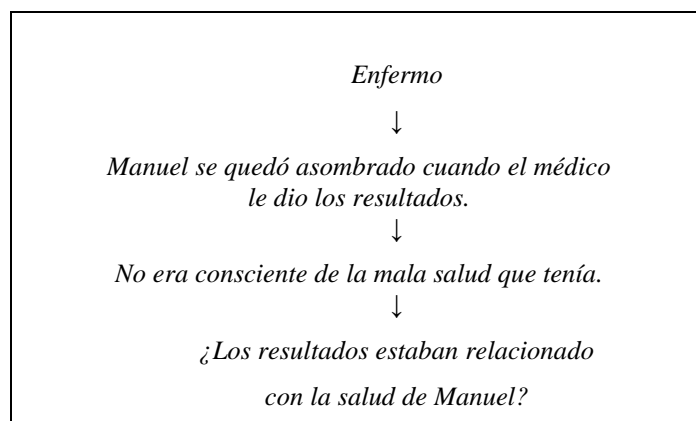 Enfermo
↓
Manuel se quedó asombrado cuando el médico
le dio los resultados.
↓
No era consciente de la mala salud que tenía.
↓
¿Los resultados estaban relacionado
con la salud de Manuel?